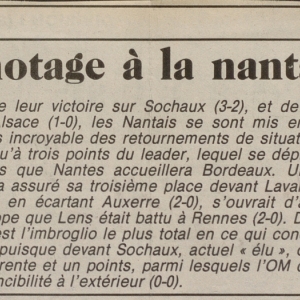 notage à la nanta
e leur victoire sur Sochaux (3-2), et de
Alsace (1-0), les Nantais se sont mis en
s incroyable des retournements de situat
u'à trois points du leader, lequel se dép
s que Nantes accueillera Bordeaux. U
a assuré sa troisième place devant Laval
en écartant Auxerre (2-0), s'ouvrait d'a
ope que Lens était battu à Rennes (2-0). D
est l'imbroglio le plus total en ce qui conc
puisque devant Sochaux, actuel « élu », c
rente et un points, parmi lesquels l'OM c
ncibilité à l'extérieur (0-0).